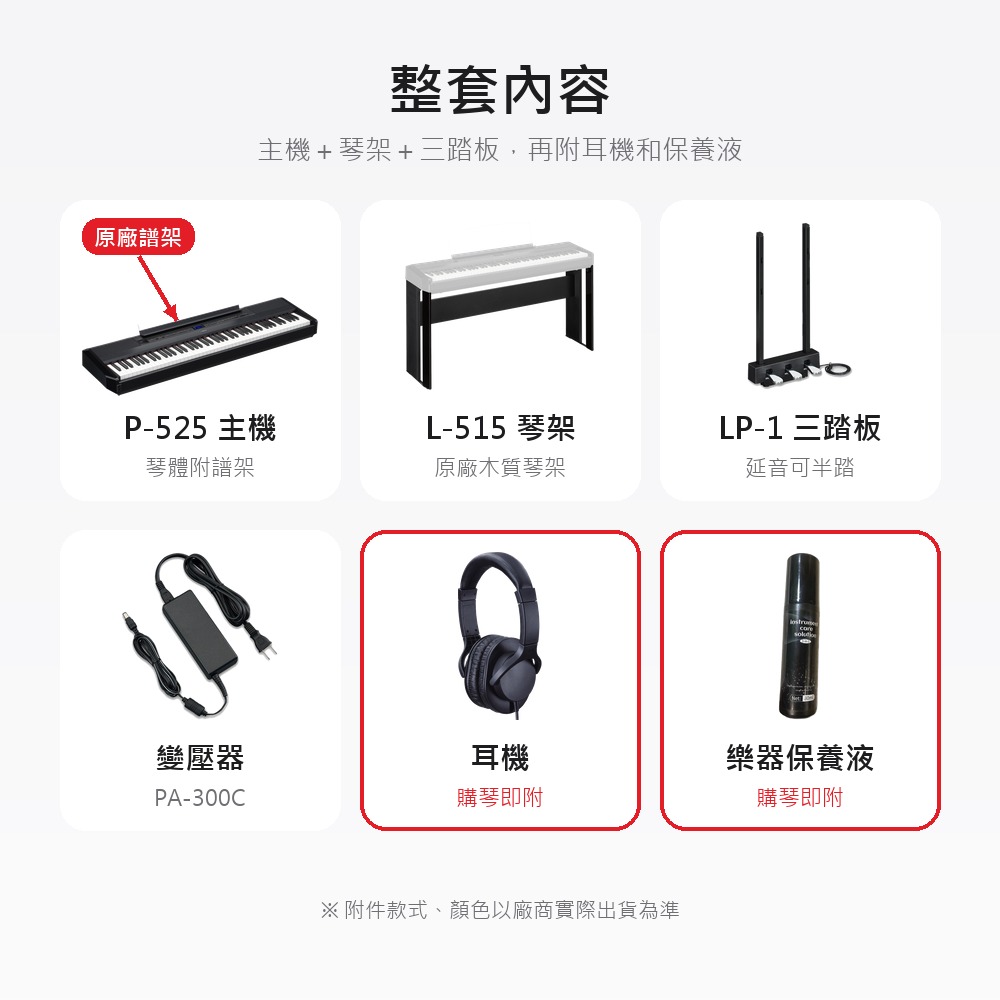 整套內容
主機 + 琴架 + 三踏板，再附耳機和保養液
原廠譜架
P-525 主機
琴體附譜架
L-515 琴架
原廠木質琴架
LP-1 三踏板
延音可半踏
變壓器
PA-300C
耳機
購琴即附
instrument
care
solution
樂器保養液
購琴即附
※ 附件款式、顏色以廠商實際出貨為準